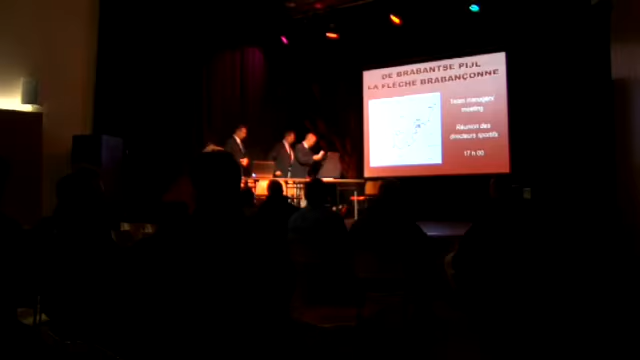 DE BRABANTSE PIJL
LA FLÈCHE BRABANÇONNE
Team managers'
meeting
Réunion des
directeurs sportifs
17 h 00